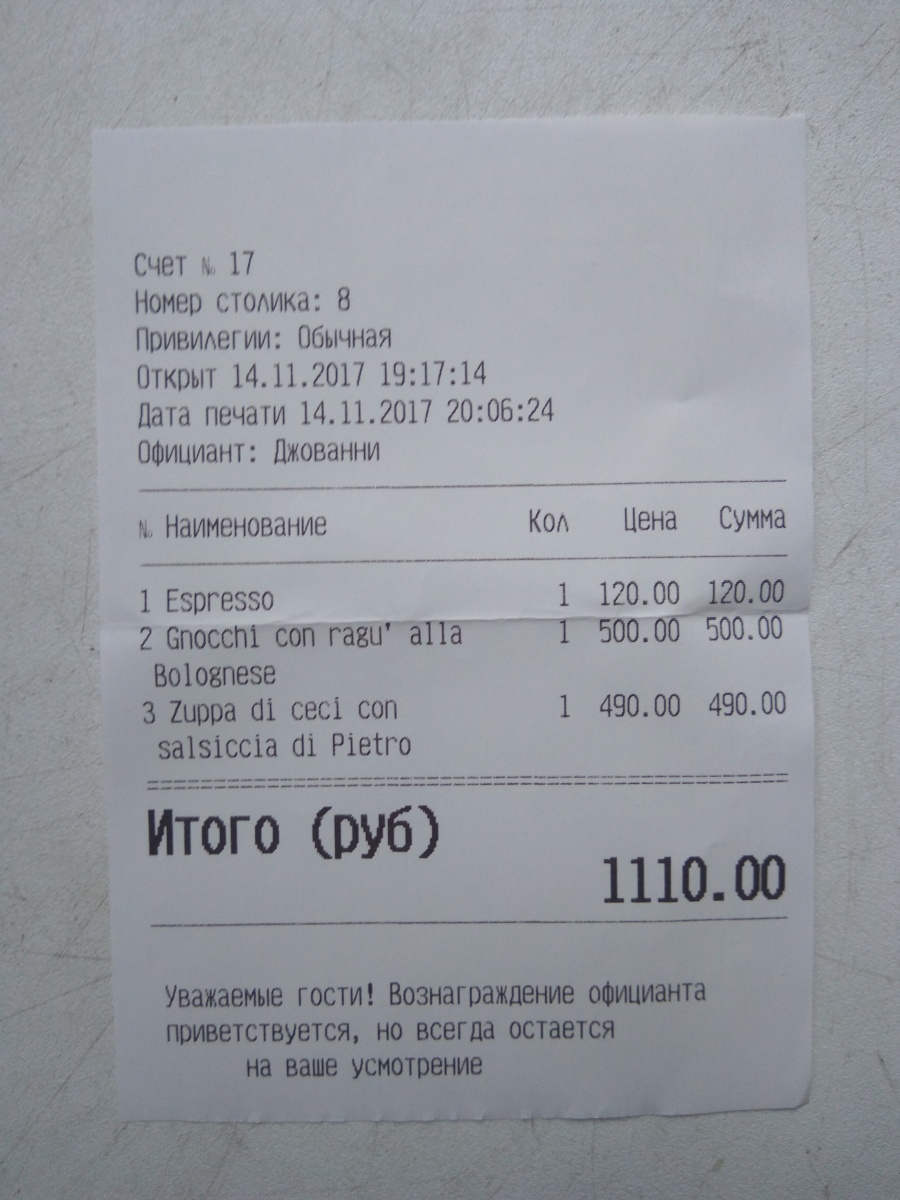 Счет № 17
Номер столика: 8
Привилегии: Обычная
Открыт 14.11.2017 19:17:14
Дата печати 14.11.2017 20:06:24
Официант: Джованни
№ Наименование Кол Цена Сумма
1 Espresso 1 120.00 120.00
2 Gnocchi con ragu' alla 1 500.00 500.00
Bolognese
3 Zuppa di ceci con 1 490.00 490.00
salsiccia di Pietro
Итого (руб)
1110.00
Уважаемые гости! Вознаграждение официанта
приветствуется, но всегда остается
на ваше усмотрение